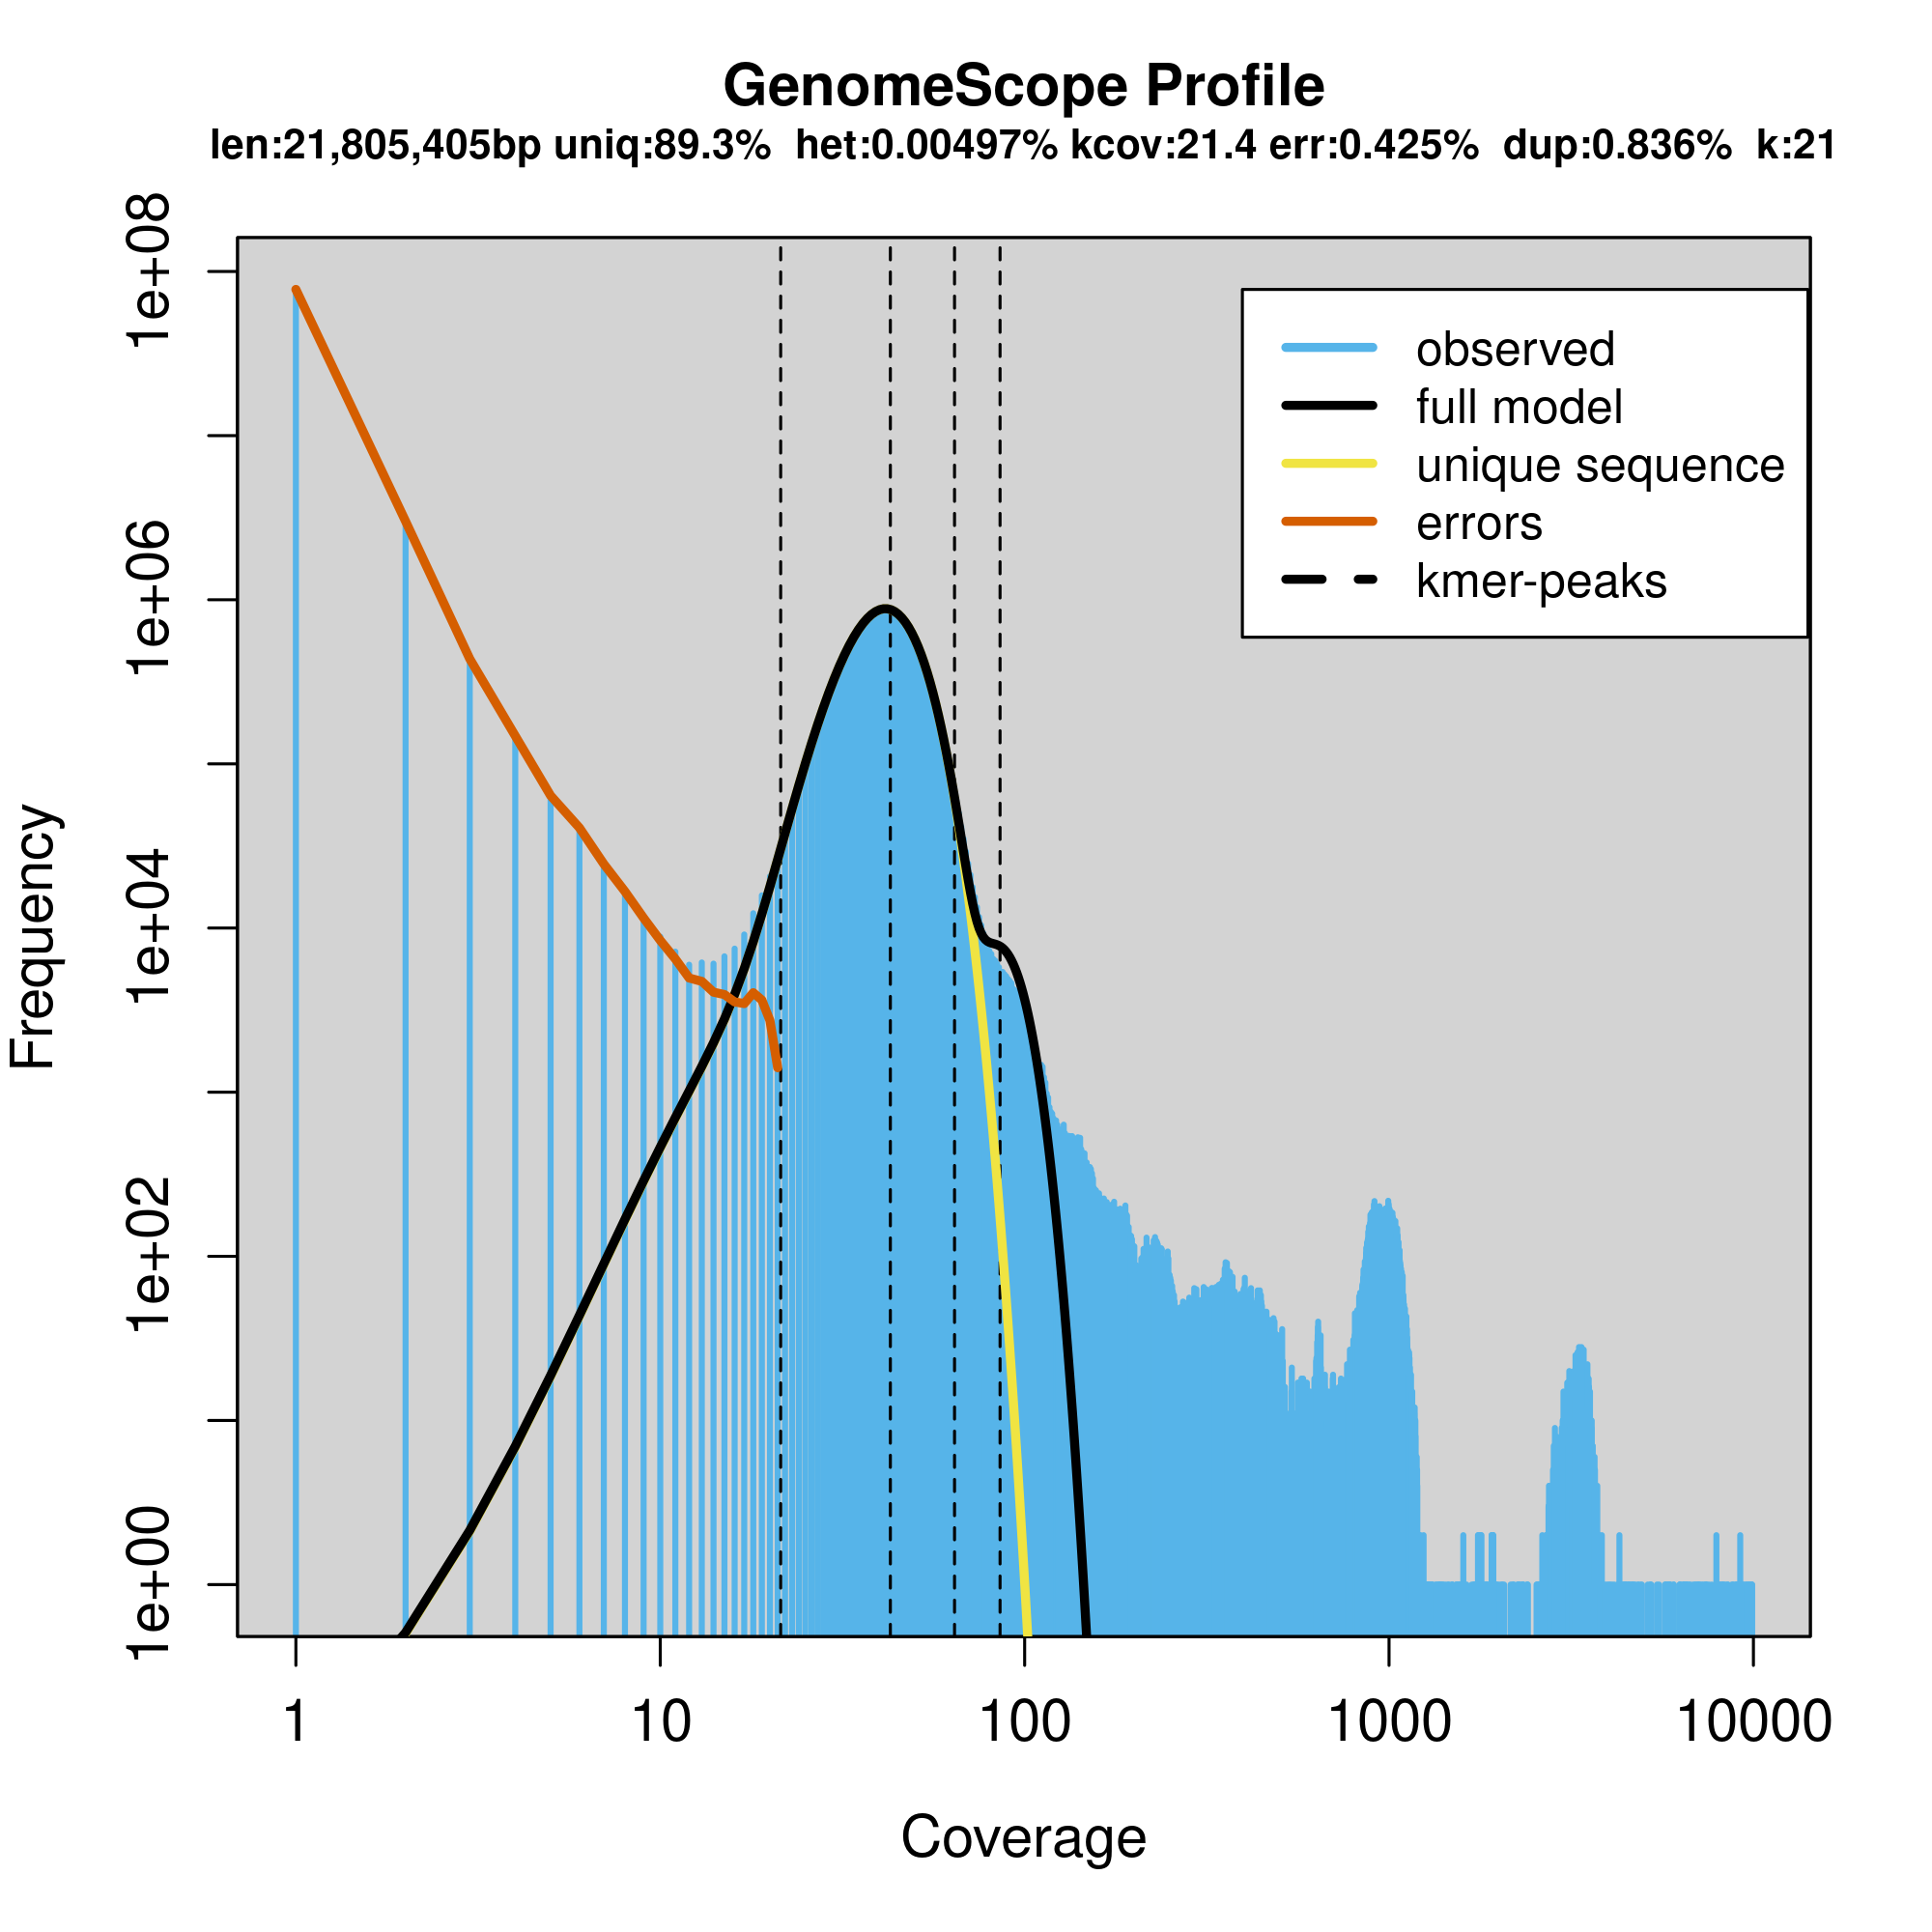 GenomeScope Profile
len:21,805,405bp uniq:89.3% het:0.00497% kcov:21.4 err:0.425% dup:0.836% k:21
1e+08
1e+06
1e+04
1e+02
1e+00
Frequency
observed
full model
unique sequence
errors
kmer-peaks
1 10 100 1000 10000
Coverage